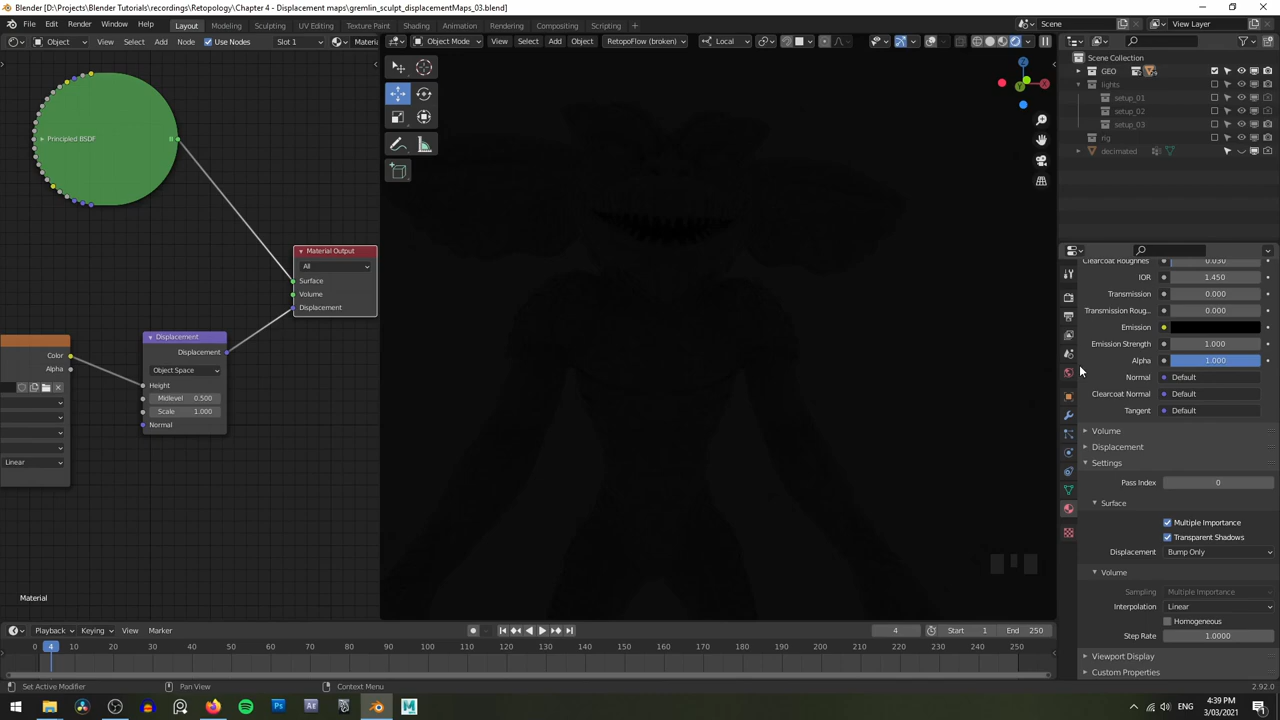 Blender [D:\Projects\Blender Tutorials\recordings\Retopology\Chapter 4 - Displacement maps\gremlin_sculpt_displacementMaps_03.blend]
File Edit Render Window Help Layout Modeling Sculpting UV Editing Texture Paint Shading Animation Rendering Compositing Scripting Scene View Layer
Object View Select Add Node Use Nodes Slot 1 Materi Object Mode View Select Add Object RetopoFlow (broken) Local
Scene Collection
GEO
lights
setup_01
setup_02
setup_03
rig
decimated
Principled BSDF
Material Output
All
Surface
Volume
Displacement
Displacement
Displacement
Object Space
Height
Midlevel 0.500
Scale 1.000
Normal
Color
Alpha
Linear
Material
Clearcoat Roughnes 0.030
IOR 1.450
Transmission 0.000
Transmission Roug... 0.000
Emission
Emission Strength 1.000
Alpha 1.000
Normal Default
Clearcoat Normal Default
Tangent Default
Volume
Displacement
Settings
Pass Index 0
Surface
Multiple Importance
Transparent Shadows
Displacement Bump Only
Volume
Sampling Multiple Importance
Interpolation Linear
Homogeneous
Step Rate 1.0000
Viewport Display
Custom Properties
Playback Keying View Marker 4 Start 1 End 250
0 4 10 20 30 40 50 60 70 80 90 100 110 120 130 140 150 160 170 180 190 200 210 220 230 240 250
Set Active Modifier Pan View Context Menu 2.92.0
ENG 4:39 PM
3/03/2021